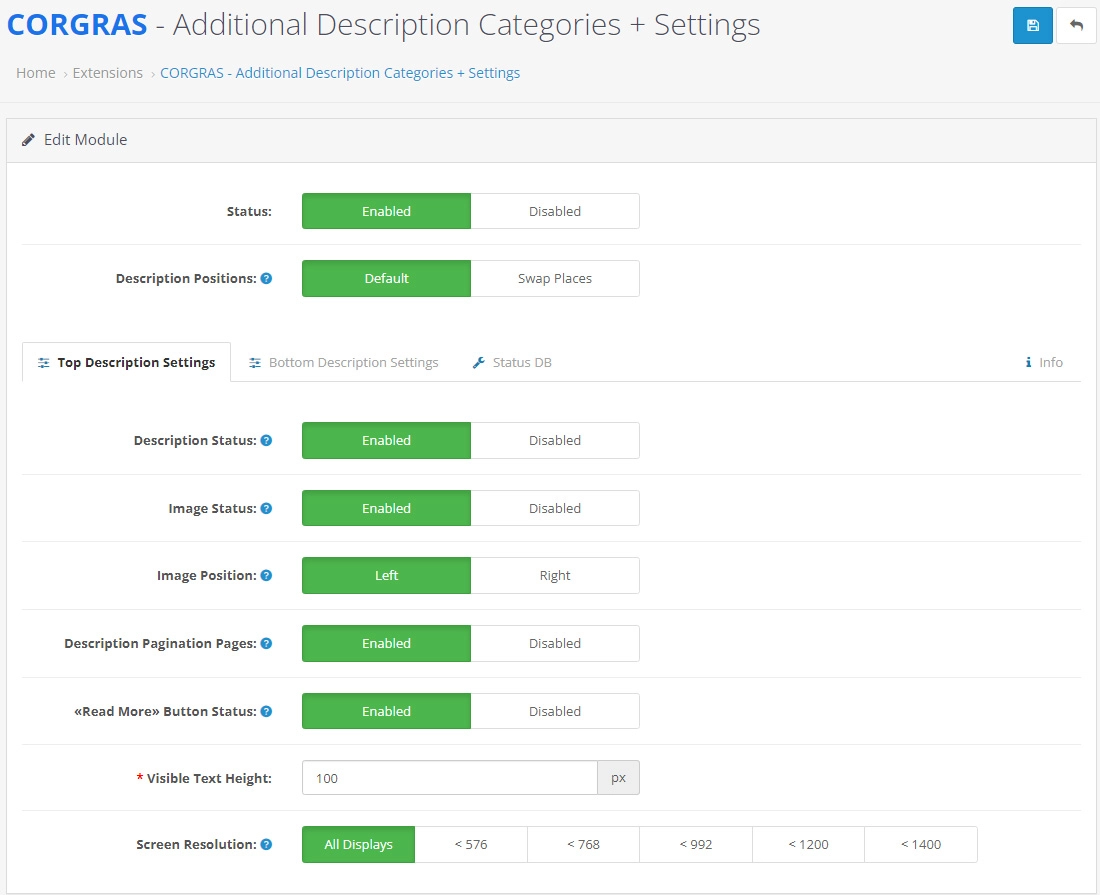 CORGRAS - Additional Description Categories + Settings
Home › Extensions › CORGRAS - Additional Description Categories + Settings
Edit Module
Status: Enabled Disabled
Description Positions: Default Swap Places
Top Description Settings Bottom Description Settings Status DB Info
Description Status: Enabled Disabled
Image Status: Enabled Disabled
Image Position: Left Right
Description Pagination Pages: Enabled Disabled
«Read More» Button Status: Enabled Disabled
* Visible Text Height: 100 px
Screen Resolution: All Displays < 576 < 768 < 992 < 1200 < 1400